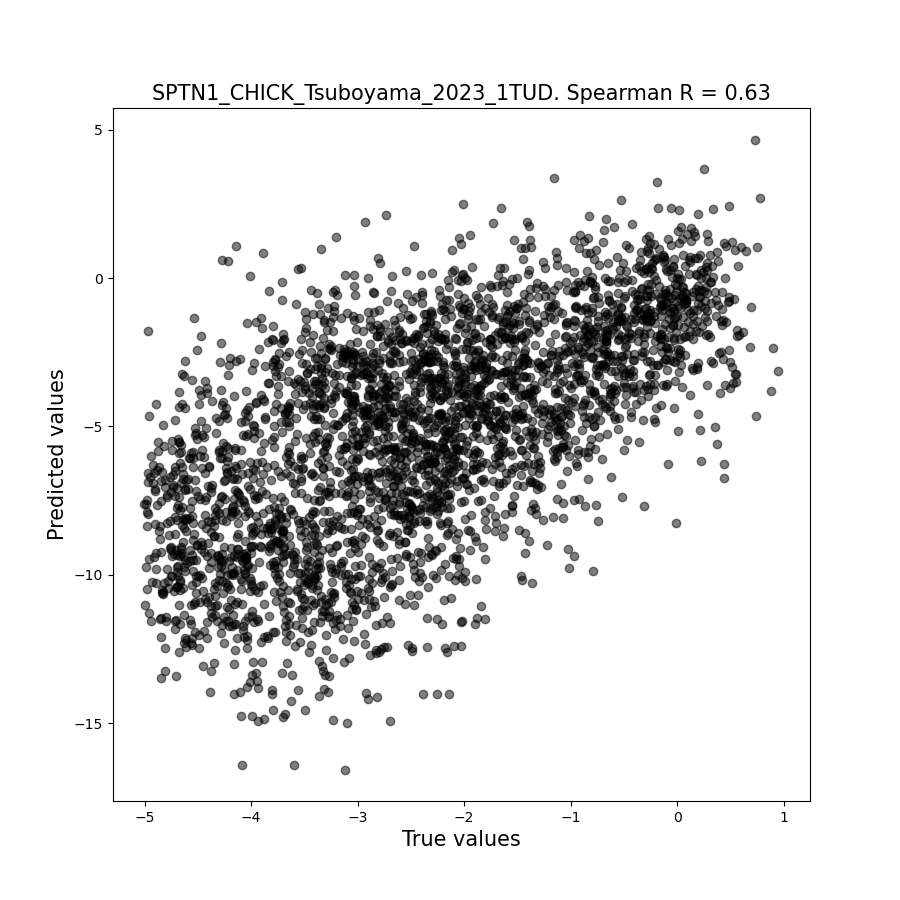 SPTN1_CHICK_Tsuboyama_2023_1TUD. Spearman R = 0.63
5
0
−5
−10
−15
Predicted values
−5 −4 −3 −2 −1 0 1
True values